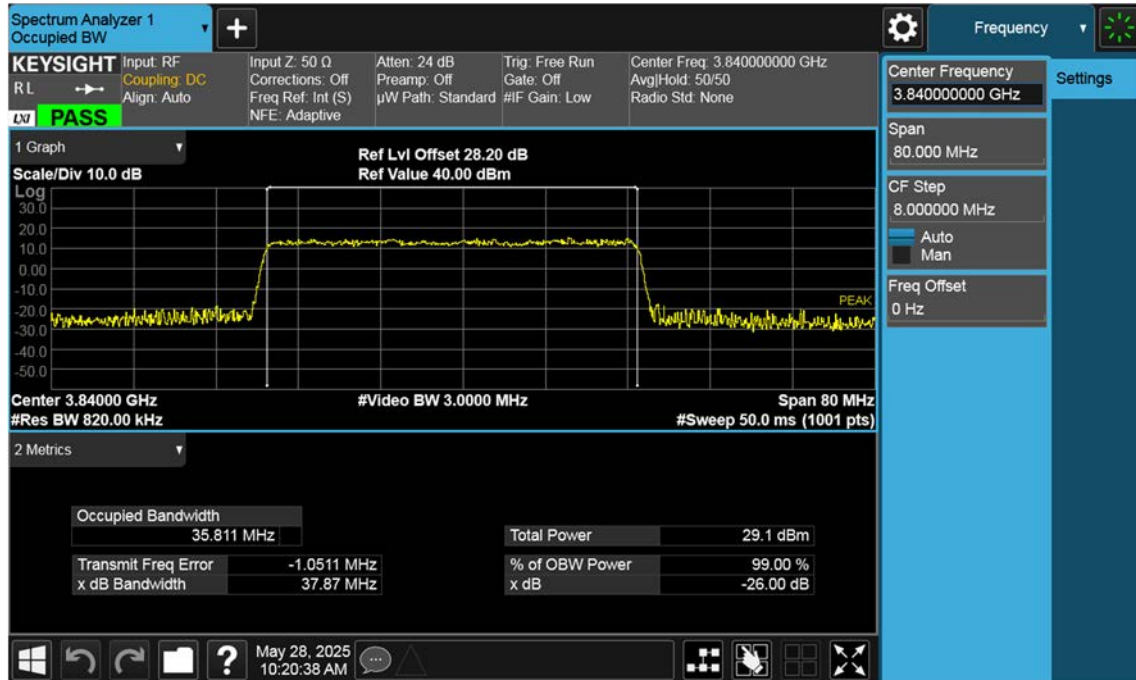 Spectrum Analyzer 1
Occupied BW
Frequency
KEYSIGHT
R L
LXI PASS
Input: RF
Coupling: DC
Align: Auto
Input Z: 50 Ω
Corrections: Off
Freq Ref: Int (S)
NFE: Adaptive
Atten: 24 dB
Preamp: Off
µW Path: Standard
Trig: Free Run
Gate: Off
#IF Gain: Low
Center Freq: 3.840000000 GHz
Avg|Hold: 50/50
Radio Std: None
Center Frequency
3.840000000 GHz
Settings
Span
80.000 MHz
CF Step
8.000000 MHz
Auto
Man
Freq Offset
0 Hz
1 Graph
Scale/Div 10.0 dB
Ref Lvl Offset 28.20 dB
Ref Value 40.00 dBm
Log
30.0
20.0
10.0
0.00
-10.0
-20.0
-30.0
-40.0
-50.0
PEAK
Center 3.84000 GHz
#Video BW 3.0000 MHz
Span 80 MHz
#Res BW 820.00 kHz
#Sweep 50.0 ms (1001 pts)
2 Metrics
Occupied Bandwidth
35.811 MHz
Total Power 29.1 dBm
Transmit Freq Error -1.0511 MHz
% of OBW Power 99.00 %
x dB Bandwidth 37.87 MHz
x dB -26.00 dB
?
May 28, 2025
10:20:38 AM